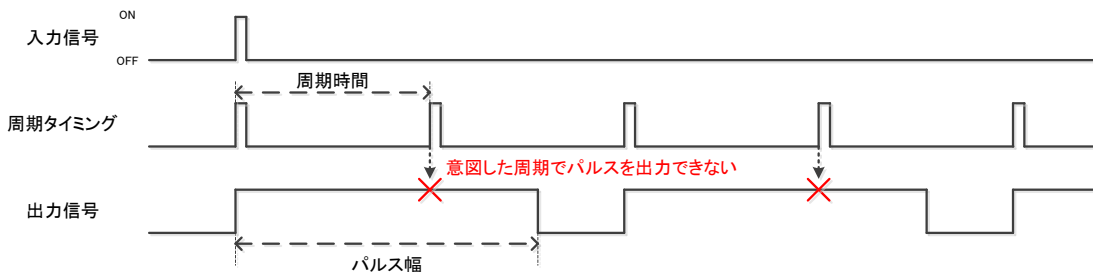 ON
入力信号
OFF
周期時間
周期タイミング
意図した周期でパルスを出力できない
出力信号
パルス幅